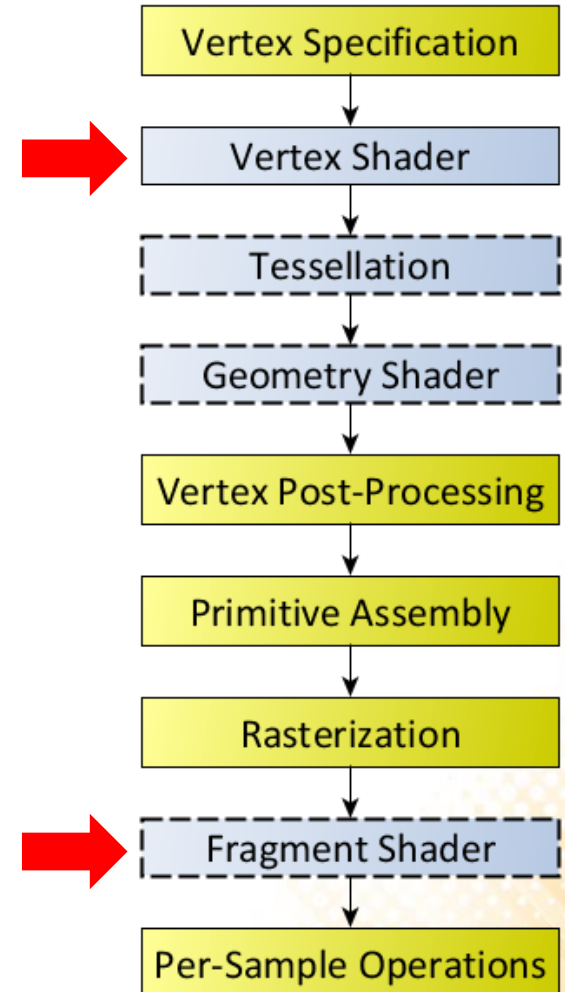 Vertex Specification
Vertex Shader
Tessellation
Geometry Shader
Vertex Post-Processing
Primitive Assembly
Rasterization
Fragment Shader
Per-Sample Operations